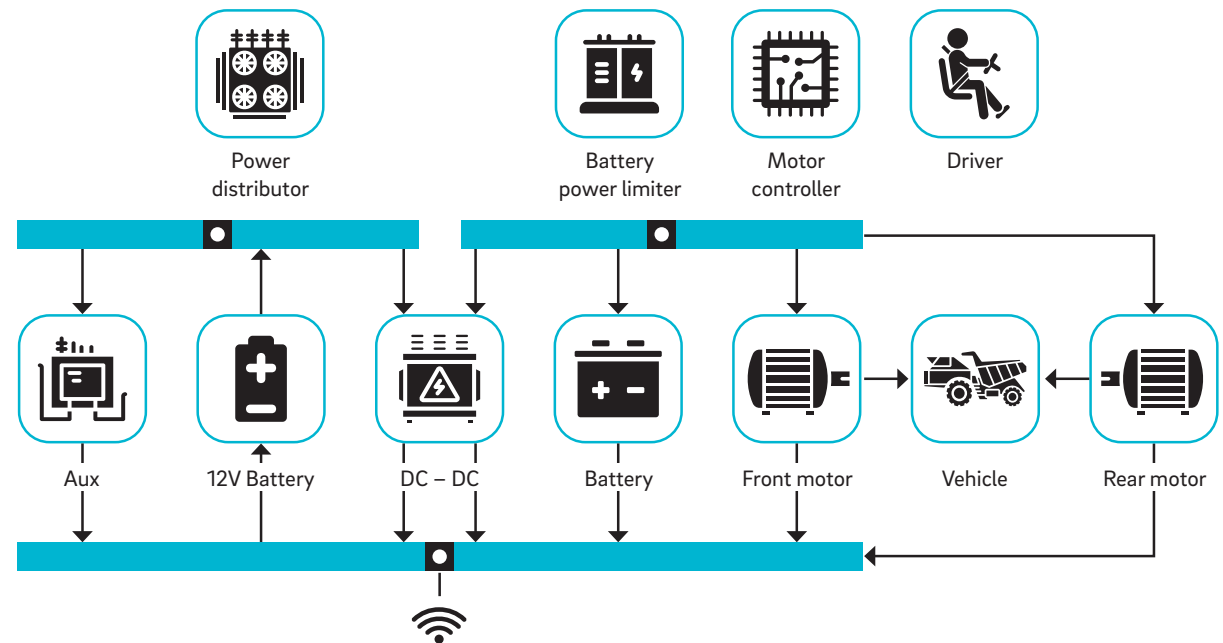 Power
distributor
Battery
power limiter
Motor
controller
Driver
Aux
12V Battery
DC – DC
Battery
Front motor
Vehicle
Rear motor